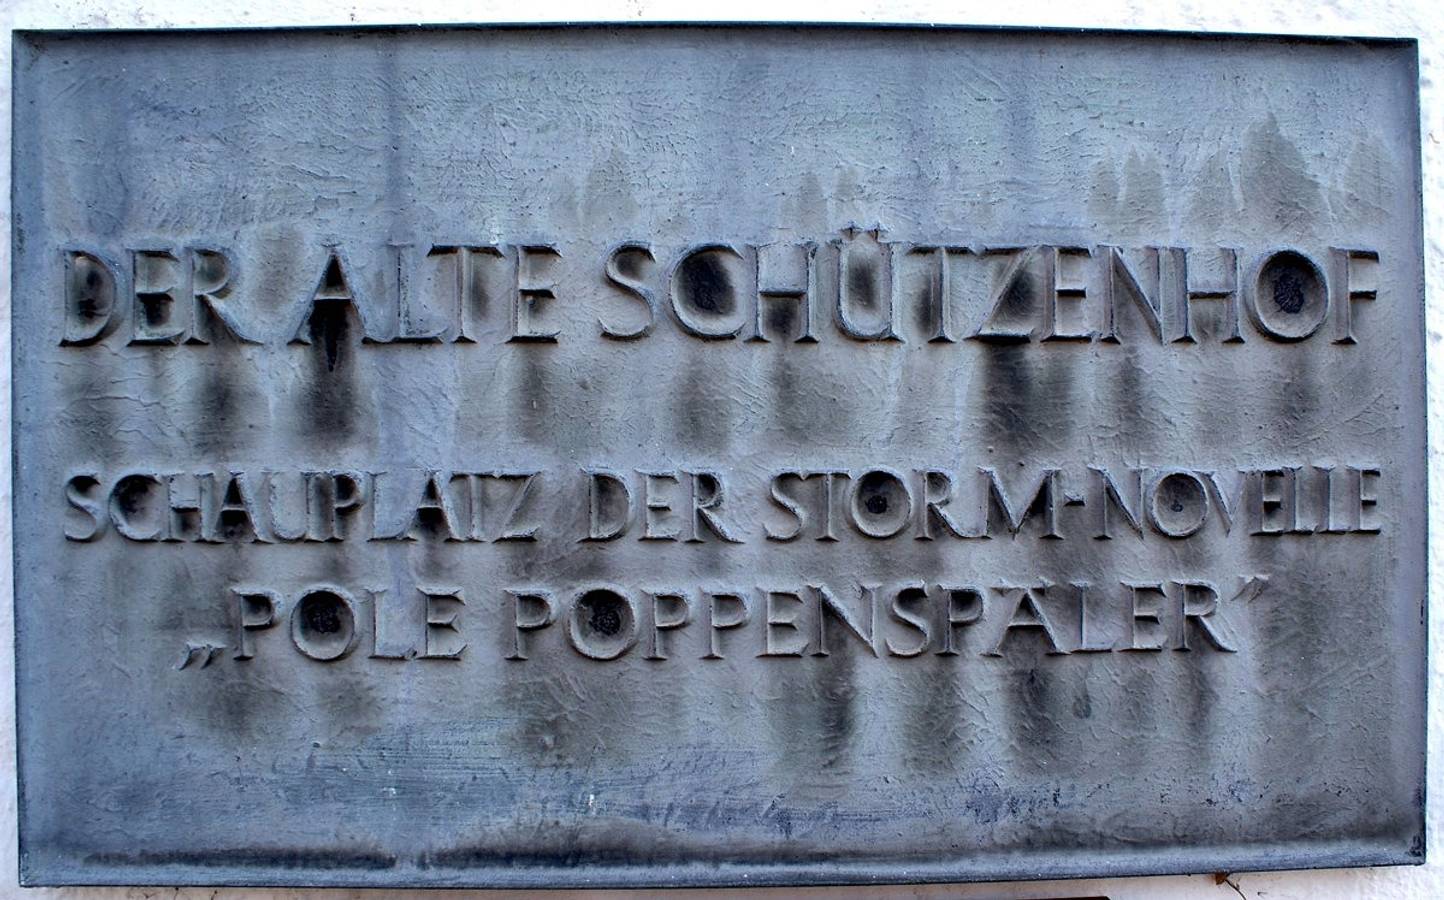 DER ALTE SCHÜTZENHOF
SCHAUPLATZ DER STORM-NOVELLE
„POLE POPPENSPÄLER”